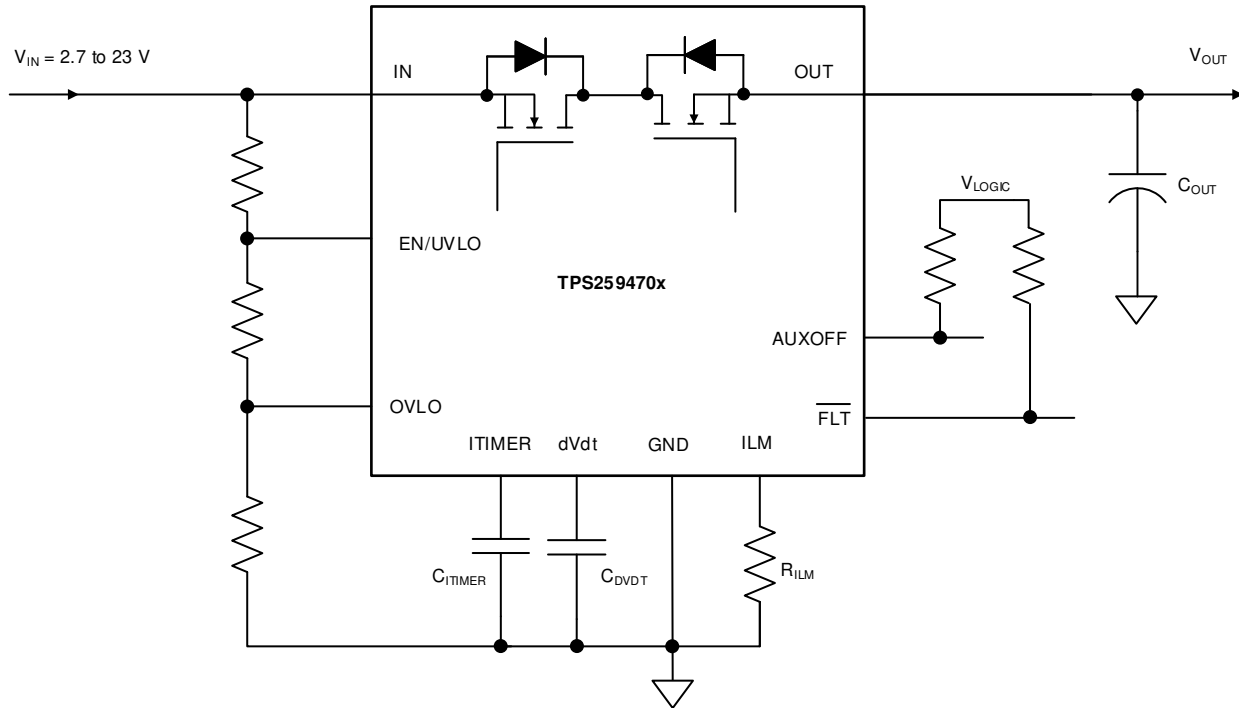 V_IN = 2.7 to 23 V
IN
OUT
V_OUT
V_LOGIC
C_OUT
EN/UVLO
TPS259470x
AUXOFF
OVLO
FLT
ITIMER
dVdt
GND
ILM
C_ITIMER
C_DVDT
R_ILM